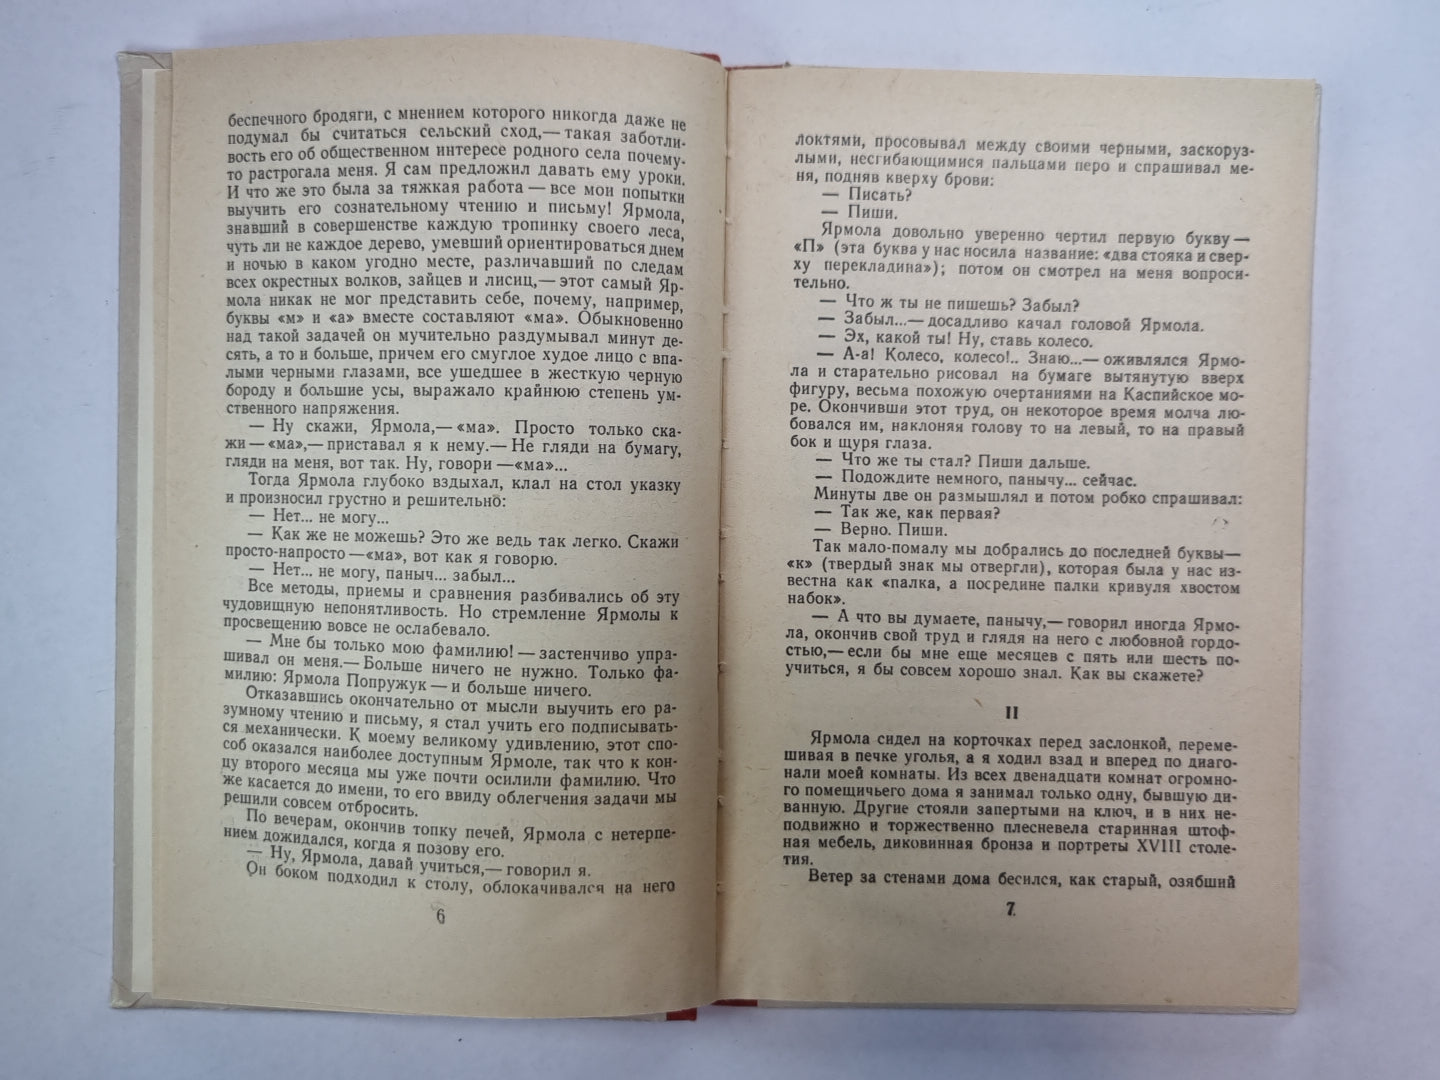 беспечного бродяги, с мнением которого никогда даже не
подумал бы считаться сельский сход,— такая заботли-
вость его об общественном интересе родного села почему-
то растрогала меня. Я сам предложил давать ему уроки.
И что же это была за тяжкая работа — все мои попытки
выучить его сознательному чтению и письму! Ярмола,
знавший в совершенстве каждую тропинку своего леса,
чуть ли не каждое дерево, умевший ориентироваться днем
и ночью в каком угодно месте, различавший по следам
всех окрестных волков, зайцев и лисиц,— этот самый Яр-
мола никак не мог представить себе, почему, например,
буквы «м» и «а» вместе составляют «ма». Обыкновенно
над такой задачей он мучительно раздумывал минут де-
сять, а то и больше, причем его смуглое худое лицо с впа-
лыми черными глазами, все ушедшее в жесткую черную
бороду и большие усы, выражало крайнюю степень ум-
ственного напряжения.
— Ну скажи, Ярмола,— «ма». Просто только ска-
жи — «ма»,— приставал я к нему.— Не гляди на бумагу,
гляди на меня, вот так. Ну, говори —«ма»...
Тогда Ярмола глубоко вздыхал, клал на стол указку
и произносил грустно и решительно:
— Нет... не могу...
— Как же не можешь? Это же ведь так легко. Скажи
просто-напросто —«ма», вот как я говорю.
— Нет... не могу, паныч... забыл...
Все методы, приемы и сравнения разбивались об эту
чудовищную непонятливость. Но стремление Ярмолы к
просвещению вовсе не ослабевало.
— Мне бы только мою фамилию! — застенчиво упра-
шивал он меня.— Больше ничего не нужно. Только фа-
милию: Ярмола Попружук — и больше ничего.
Отказавшись окончательно от мысли выучить его ра-
зумному чтению и письму, я стал учить его подписывать-
ся механически. К моему великому удивлению, этот спо-
соб оказался наиболее доступным Ярмоле, так что к кон-
цу второго месяца мы уже почти осилили фамилию. Что
же касается до имени, то его ввиду облегчения задачи мы
решили совсем отбросить.
По вечерам, окончив топку печей, Ярмола с нетерпе-
нием дожидался, когда я позову его.
— Ну, Ярмола, давай учиться,— говорил я.
Он боком подходил к столу, облокачивался на него
6
локтями, просовывал между своими черными, заскоруз-
лыми, несгибающимися пальцами перо и спрашивал ме-
ня, подняв кверху брови:
— Писать?
— Пиши.
Ярмола довольно уверенно чертил первую букву —
«П» (эта буква у нас носила название: «два стояка и свер-
ху перекладина»); потом он смотрел на меня вопроси-
тельно.
— Что ж ты не пишешь? Забыл?
— Забыл...— досадливо качал головой Ярмола.
— Эх, какой ты! Ну, ставь колесо.
— А-а! Колесо, колесо!.. Знаю...— оживлялся Ярмо-
ла и старательно рисовал на бумаге вытянутую вверх
фигуру, весьма похожую очертаниями на Каспийское мо-
ре. Окончивши этот труд, он некоторое время молча лю-
бовался им, наклоняя голову то на левый, то на правый
бок и щуря глаза.
— Что же ты стал? Пиши дальше.
— Подождите немного, панычу... сейчас.
Минуты две он размышлял и потом робко спрашивал:
— Так же, как первая?
— Верно. Пиши.
Так мало-помалу мы добрались до последней буквы—
«к» (твердый знак мы отвергли), которая была у нас из-
вестна как «палка, а посредине палки кривуля хвостом
набок».
— А что вы думаете, панычу,— говорил иногда Ярмо-
ла, окончив свой труд и глядя на него с любовной гордо-
стью,— если бы мне еще месяцев с пять или шесть по-
учиться, я бы совсем хорошо знал. Как вы скажете?
II
Ярмола сидел на корточках перед заслонкой, переме-
шивая в печке уголья, а я ходил взад и вперед по диаго-
нали моей комнаты. Из всех двенадцати комнат огромно-
го помещичьего дома я занимал только одну, бывшую ди-
ванную. Другие стояли запертыми на ключ, и в них не-
подвижно и торжественно плесневела старинная штоф-
ная мебель, диковинная бронза и портреты XVIII столе-
тия.
Ветер за стенами дома бесился, как старый, озябший
7